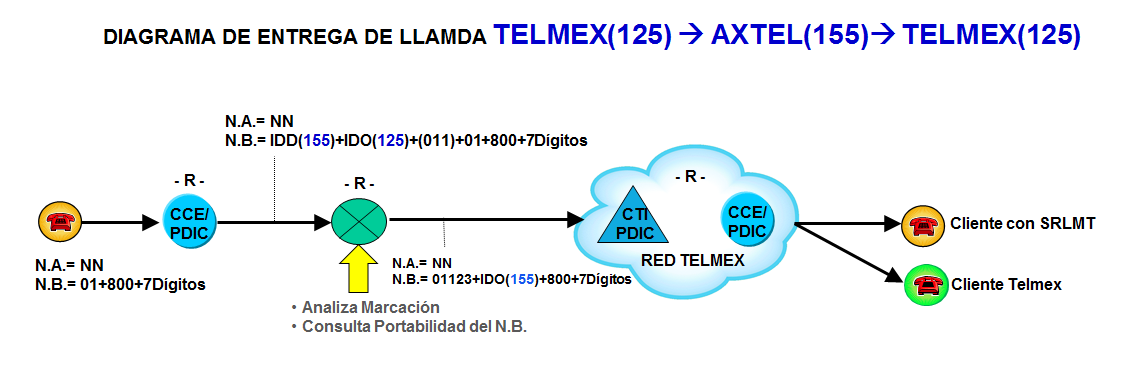 DIAGRAMA DE ENTREGA DE LLAMDA TELMEX(125) → AXTEL(155)→ TELMEX(125)
N.A.= NN
N.B.= IDD(155)+IDO(125)+(011)+01+800+7Dígitos
- R -
- R -
- R -
CCE/
PDIC
CTI
PDIC
CCE/
PDIC
Cliente con SRLMT
RED TELMEX
N.A.= NN
N.B.= 01+800+7Dígitos
N.A.= NN
N.B.= 01123+IDO(155)+800+7Dígitos
Cliente Telmex
• Analiza Marcación
• Consulta Portabilidad del N.B.